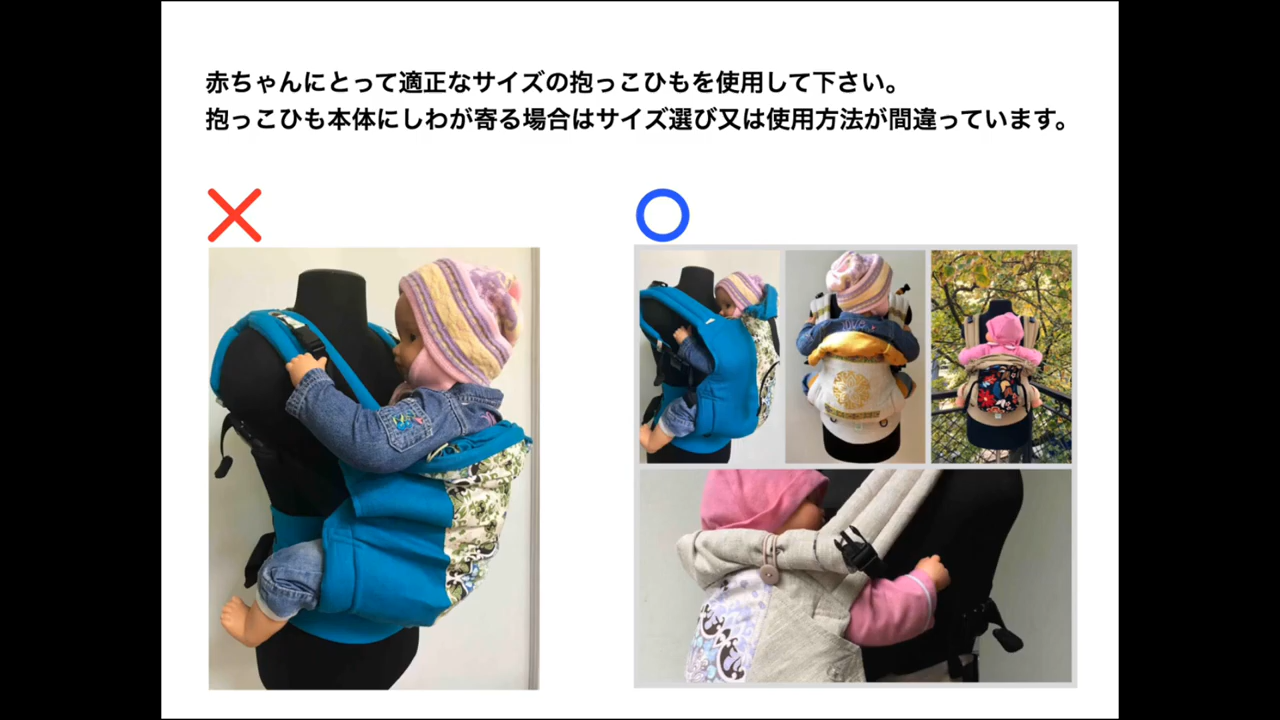 赤ちゃんにとって適正なサイズの抱っこひもを使用して下さい。
抱っこひも本体にしわが寄る場合はサイズ選び又は使用方法が間違っています。